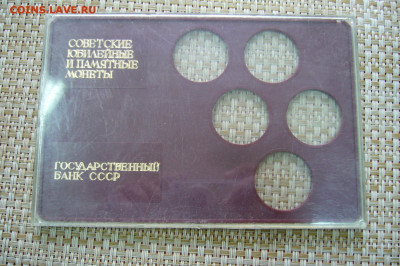 COINS.LAVE.RU
СОВЕТСКИЕ
ЮБИЛЕЙНЫЕ
И ПАМЯТНЫЕ
МОНЕТЫ
ГОСУДАРСТВЕННЫЙ
БАНК СССР